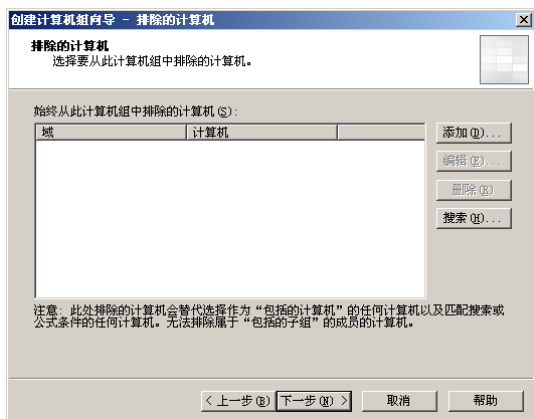 创建计算机组向导 - 排除的计算机
排除的计算机
选择要从此计算机组中排除的计算机。
始终从此计算机组中排除的计算机(S):
域 计算机
添加(D)...
编辑(E)...
删除(R)
搜索(H)...
注意: 此处排除的计算机会替代选择作为“包括的计算机”的任何计算机以及匹配搜索或
公式条件的任何计算机。无法排除属于“包括的子组”的成员的计算机。
< 上一步(B) 下一步(N) > 取消 帮助